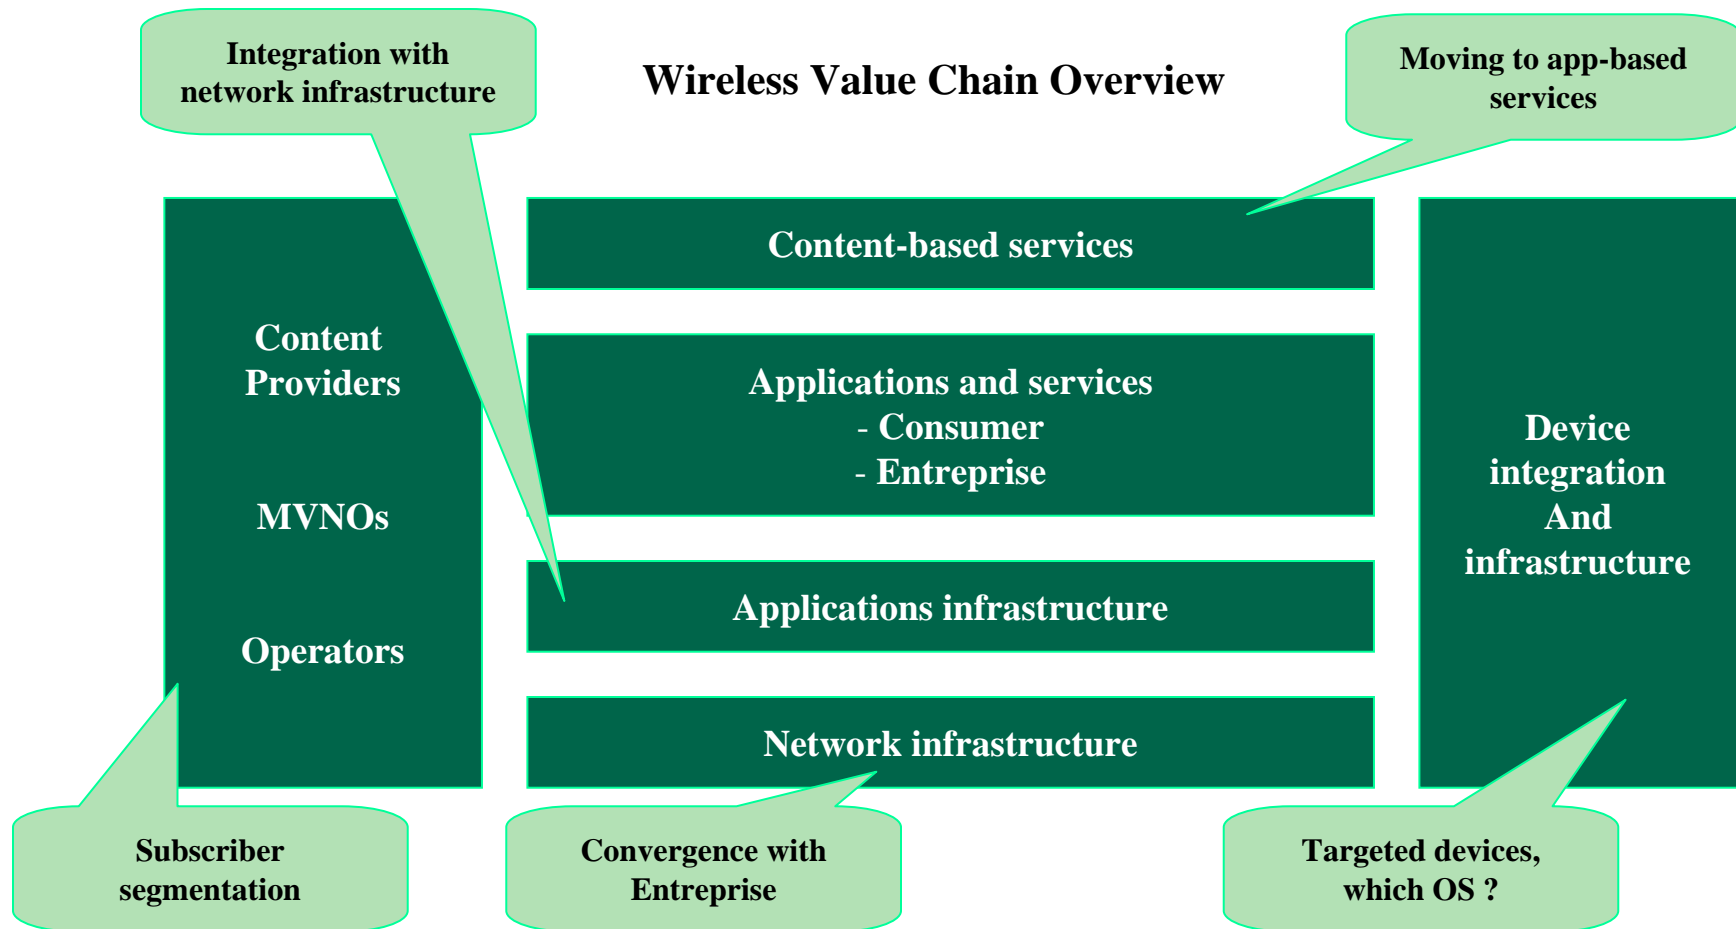 Integration with
network infrastructure
Wireless Value Chain Overview
Moving to app-based
services
Content
Providers
MVNOs
Operators
Content-based services
Applications and services
- Consumer
- Entreprise
Applications infrastructure
Network infrastructure
Device
integration
And
infrastructure
Subscriber
segmentation
Convergence with
Entreprise
Targeted devices,
which OS ?